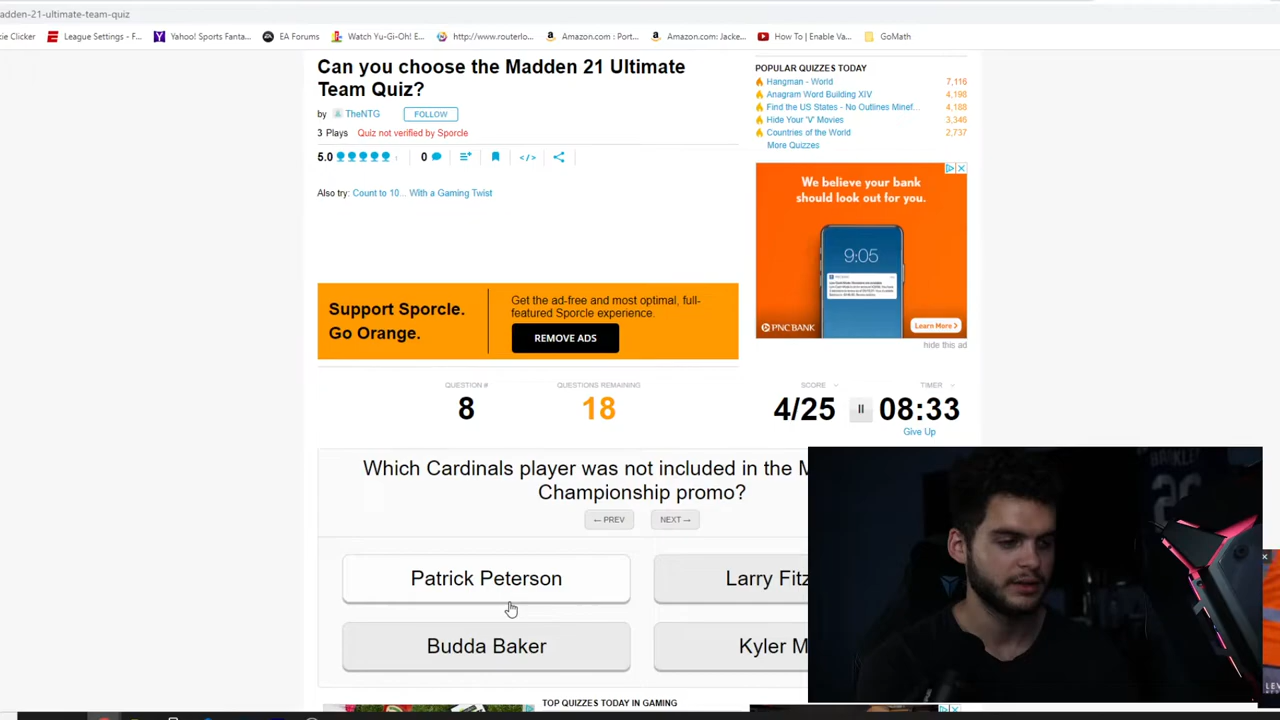 adden-21-ultimate-team-quiz
ie Clicker
League Settings - F...
Yahoo! Sports Fanta...
EA Forums
Watch Yu-Gi-Oh! E...
http://www.routerlo...
Amazon.com : Port...
Amazon.com: Jacke...
How To | Enable Va...
GoMath
Can you choose the Madden 21 Ultimate
Team Quiz?
by TheNTG FOLLOW
3 Plays Quiz not verified by Sporcle
5.0 0
Also try: Count to 10... With a Gaming Twist
POPULAR QUIZZES TODAY
Hangman - World 7,116
Anagram Word Building XIV 4,198
Find the US States - No Outlines Minef... 4,188
Hide Your 'V' Movies 3,346
Countries of the World 2,737
More Quizzes
We believe your bank
should look out for you.
9:05
PNC BANK
Learn More >
hide this ad
Support Sporcle.
Go Orange.
Get the ad-free and most optimal, full-
featured Sporcle experience.
REMOVE ADS
QUESTION # QUESTIONS REMAINING SCORE TIMER
8 18 4/25 08:33
Give Up
Which Cardinals player was not included in the M
Championship promo?
← PREV NEXT →
Patrick Peterson
Larry Fitz
Budda Baker
Kyler M
TOP QUIZZES TODAY IN GAMING